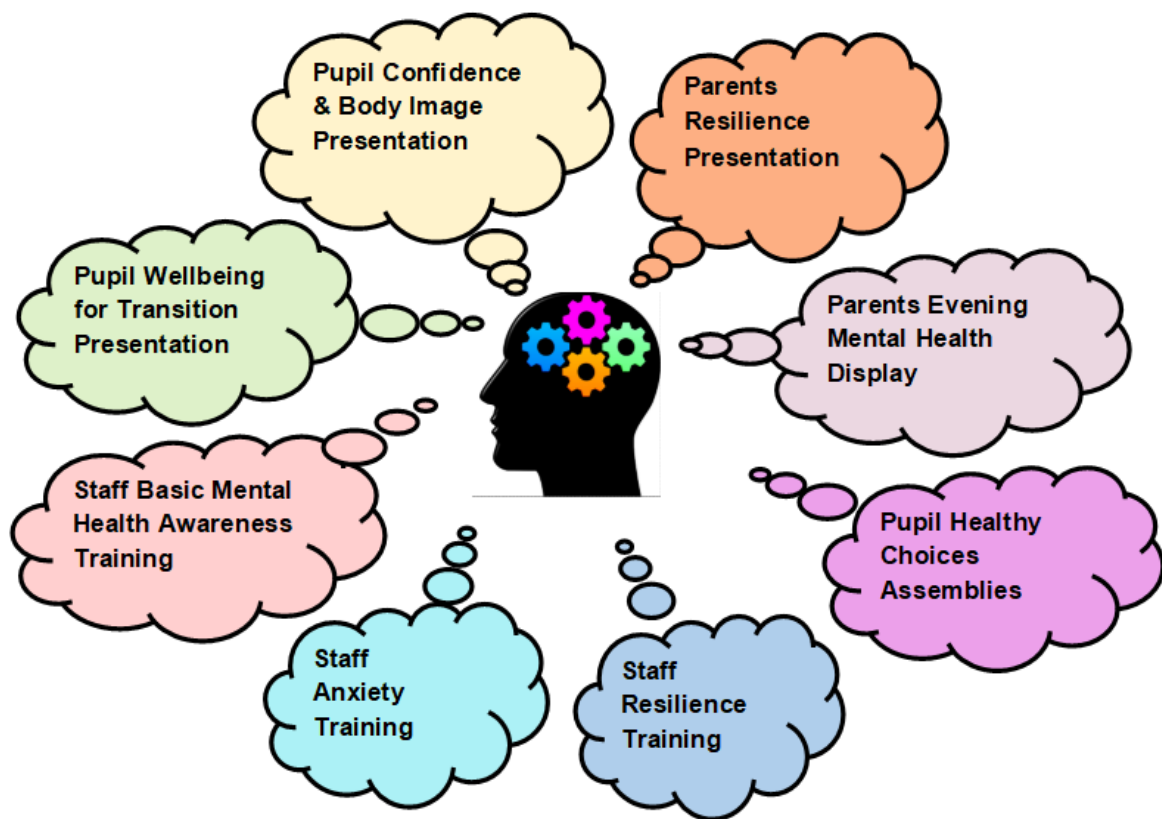 Pupil Confidence
& Body Image
Presentation
Parents
Resilience
Presentation
Pupil Wellbeing
for Transition
Presentation
Parents Evening
Mental Health
Display
Staff Basic Mental
Health Awareness
Training
Pupil Healthy
Choices
Assemblies
Staff
Anxiety
Training
Staff
Resilience
Training